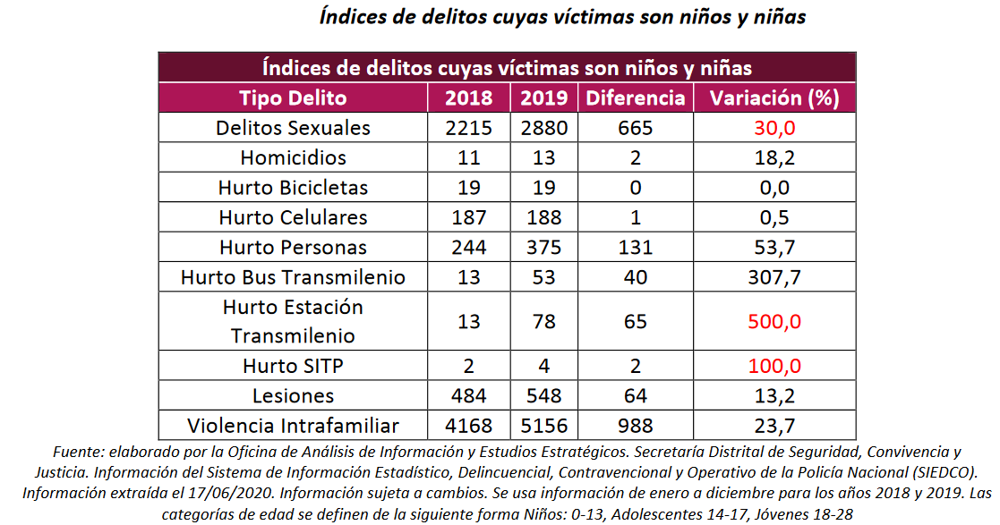 Índices de delitos cuyas víctimas son niños y niñas
Índices de delitos cuyas víctimas son niños y niñas
Tipo Delito 2018 2019 Diferencia Variación (%)
Delitos Sexuales 2215 2880 665 30,0
Homicidios 11 13 2 18,2
Hurto Bicicletas 19 19 0 0,0
Hurto Celulares 187 188 1 0,5
Hurto Personas 244 375 131 53,7
Hurto Bus Transmilenio 13 53 40 307,7
Hurto Estación
Transmilenio 13 78 65 500,0
Hurto SITP 2 4 2 100,0
Lesiones 484 548 64 13,2
Violencia Intrafamiliar 4168 5156 988 23,7
Fuente: elaborado por la Oficina de Análisis de Información y Estudios Estratégicos. Secretaría Distrital de Seguridad, Convivencia y
Justicia. Información del Sistema de Información Estadístico, Delincuencial, Contravencional y Operativo de la Policía Nacional (SIEDCO).
Información extraída el 17/06/2020. Información sujeta a cambios. Se usa información de enero a diciembre para los años 2018 y 2019. Las
categorías de edad se definen de la siguiente forma Niños: 0-13, Adolescentes 14-17, Jóvenes 18-28